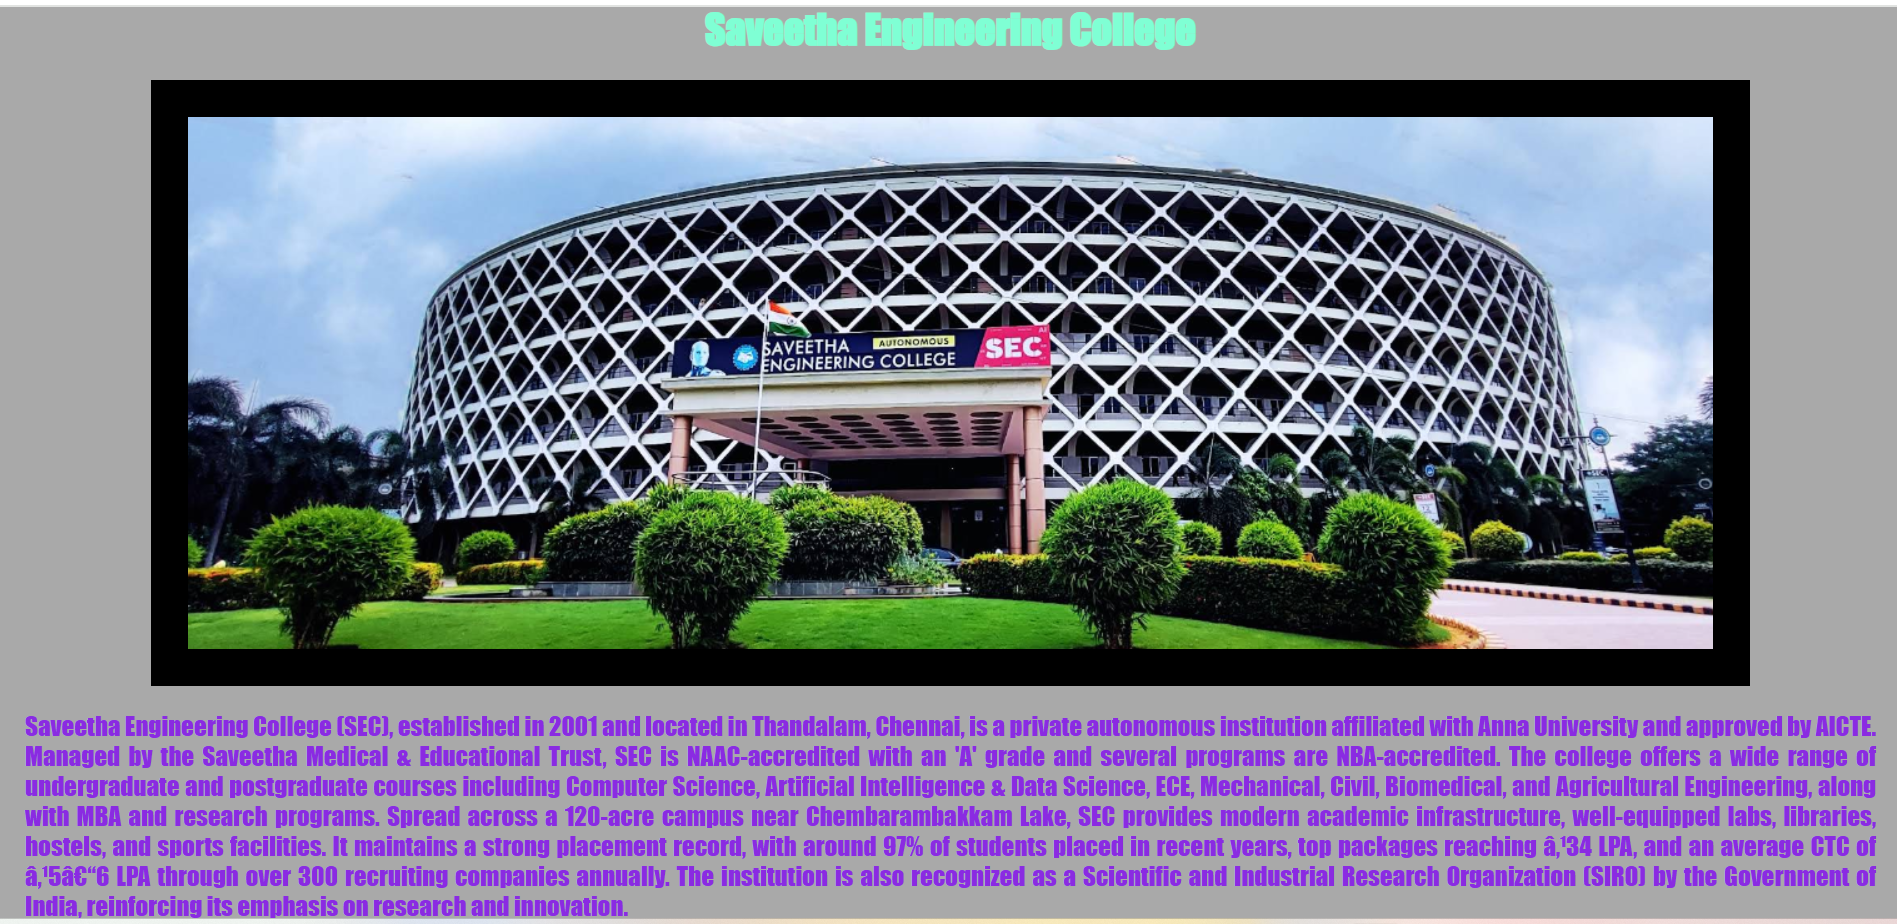 Saveetha Engineering College
SAVEETHA AUTONOMOUS
ENGINEERING COLLEGE SEC
Saveetha Engineering College (SEC), established in 2001 and located in Thandalam, Chennai, is a private autonomous institution affiliated with Anna University and approved by AICTE.
Managed by the Saveetha Medical & Educational Trust, SEC is NAAC-accredited with an 'A' grade and several programs are NBA-accredited. The college offers a wide range of
undergraduate and postgraduate courses including Computer Science, Artificial Intelligence & Data Science, ECE, Mechanical, Civil, Biomedical, and Agricultural Engineering, along
with MBA and research programs. Spread across a 120-acre campus near Chembarambakkam Lake, SEC provides modern academic infrastructure, well-equipped labs, libraries,
hostels, and sports facilities. It maintains a strong placement record, with around 97% of students placed in recent years, top packages reaching â‚¹34 LPA, and an average CTC of
â‚¹5â€“6 LPA through over 300 recruiting companies annually. The institution is also recognized as a Scientific and Industrial Research Organization (SIRO) by the Government of
India, reinforcing its emphasis on research and innovation.